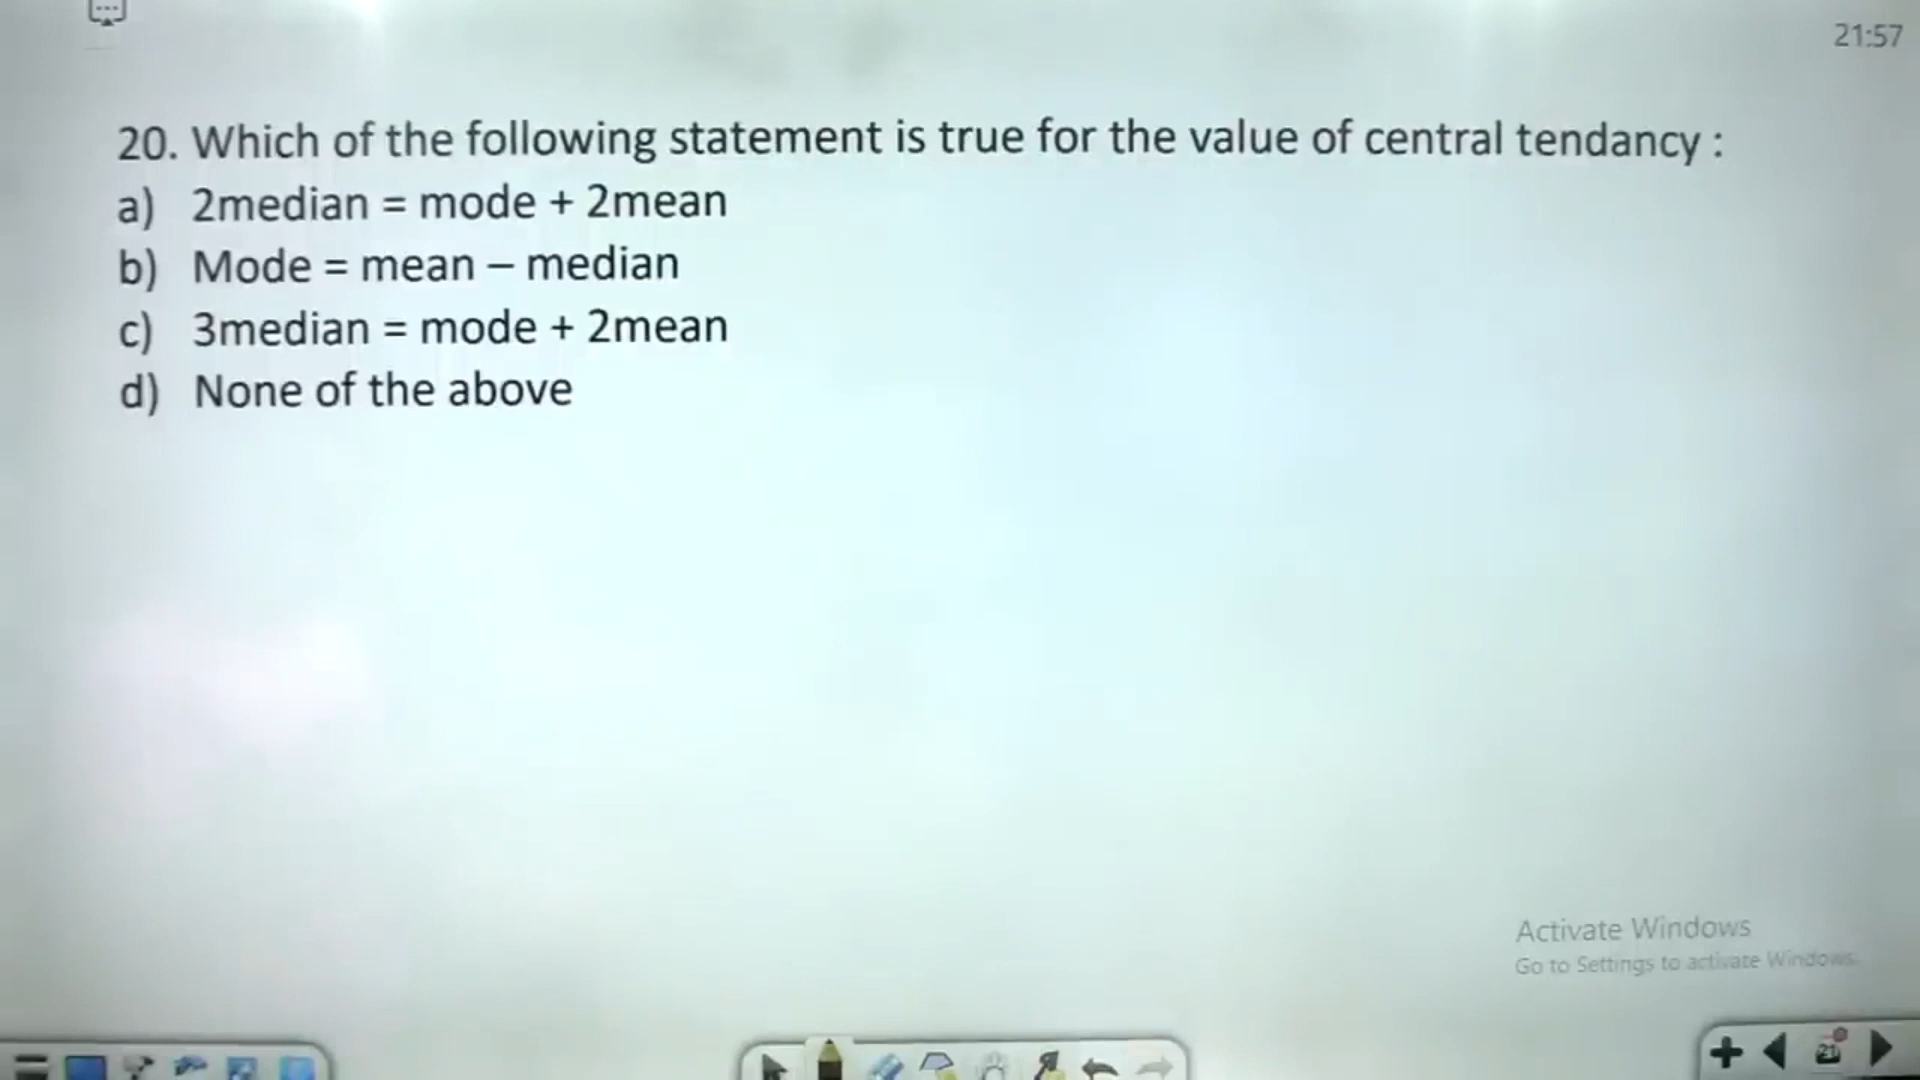 21:57
20. Which of the following statement is true for the value of central tendancy :
a) 2median = mode + 2mean
b) Mode = mean – median
c) 3median = mode + 2mean
d) None of the above
Activate Windows
Go to Settings to activate Windows.
21